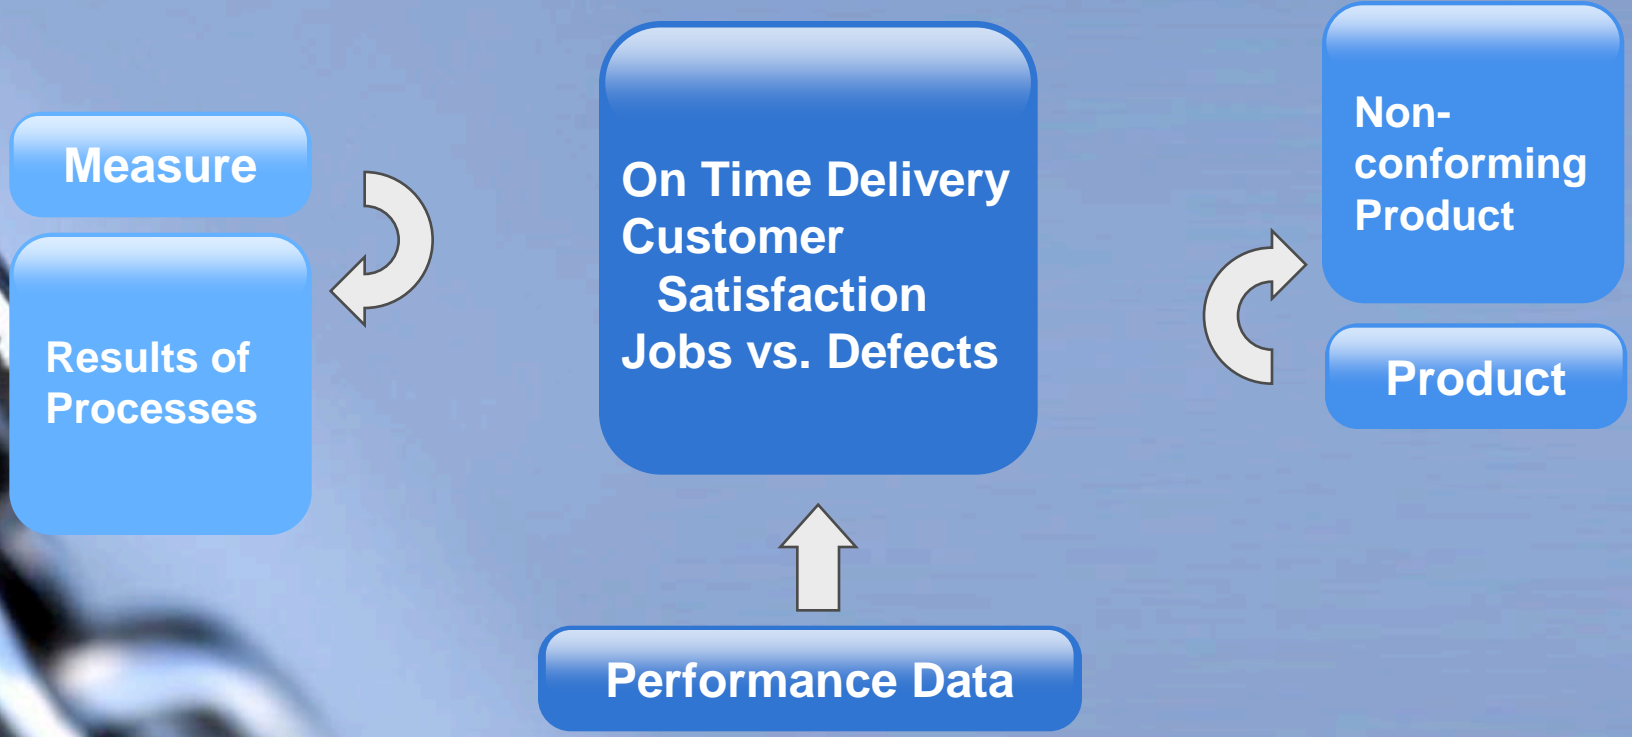 Measure
Results of
Processes
On Time Delivery
Customer
Satisfaction
Jobs vs. Defects
Performance Data
Non-
conforming
Product
Product